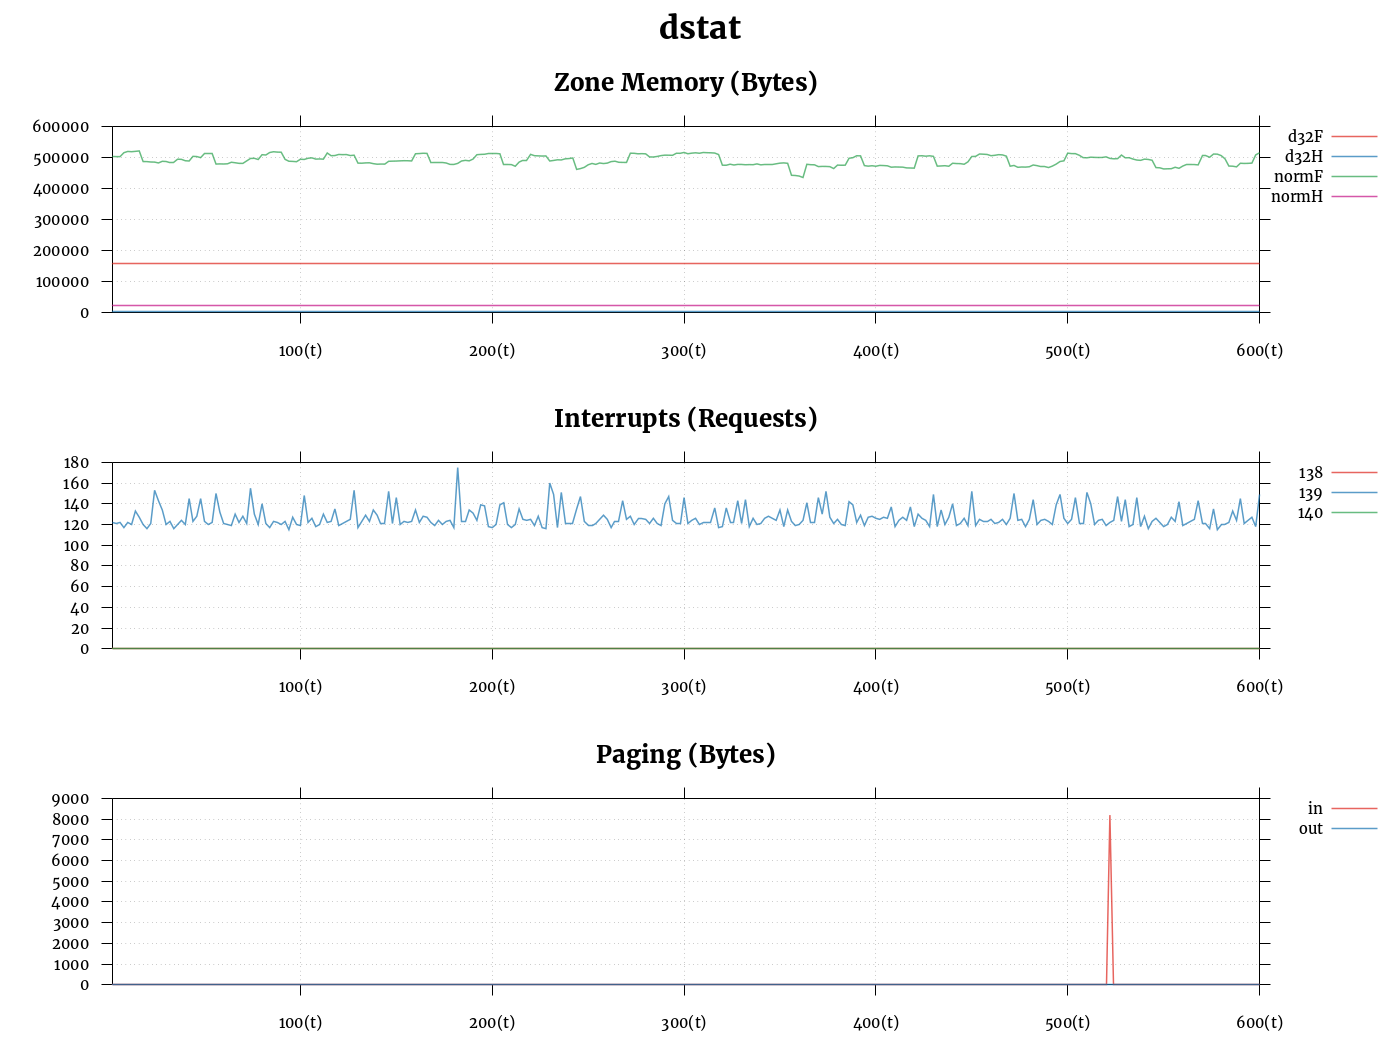 dstat
Zone Memory (Bytes)
600000
500000
400000
300000
200000
100000
0
100(t) 200(t) 300(t) 400(t) 500(t) 600(t)
d32F
d32H
normF
normH
Interrupts (Requests)
180
160
140
120
100
80
60
40
20
0
100(t) 200(t) 300(t) 400(t) 500(t) 600(t)
138
139
140
Paging (Bytes)
9000
8000
7000
6000
5000
4000
3000
2000
1000
0
100(t) 200(t) 300(t) 400(t) 500(t) 600(t)
in
out